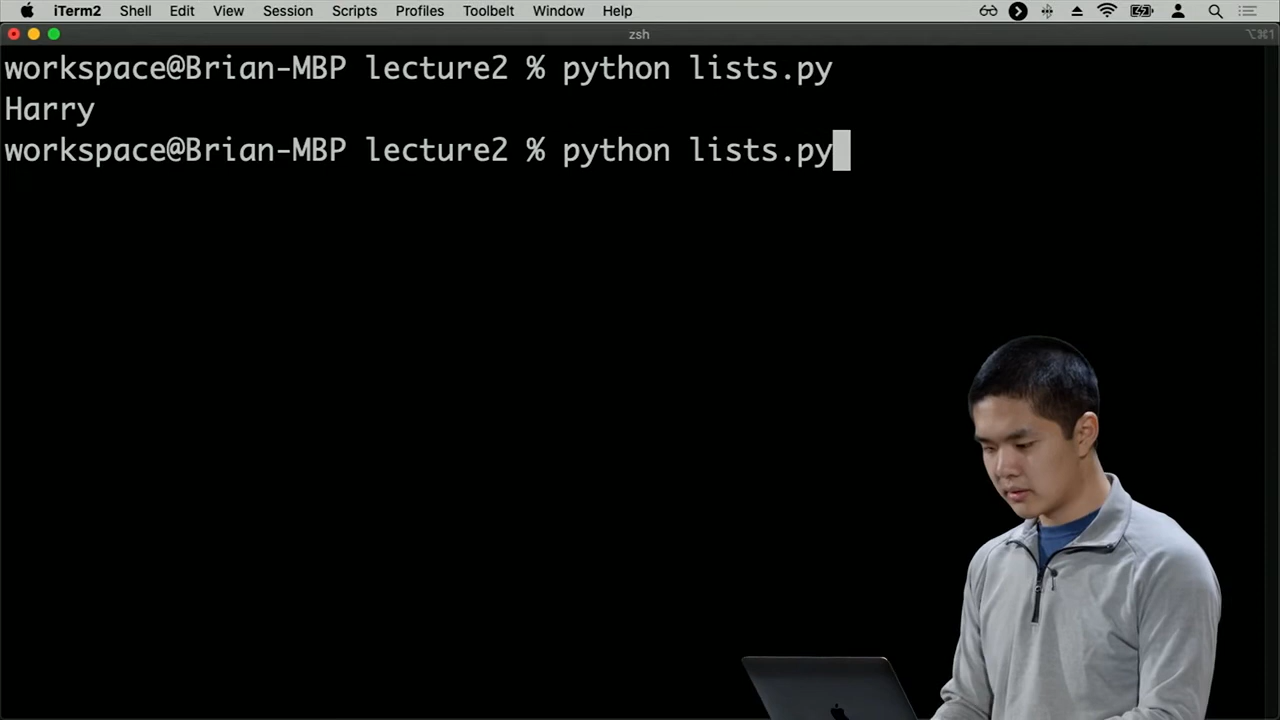 iTerm2 Shell Edit View Session Scripts Profiles Toolbelt Window Help
zsh
⌥⌘1
workspace@Brian-MBP lecture2 % python lists.py
Harry
workspace@Brian-MBP lecture2 % python lists.py